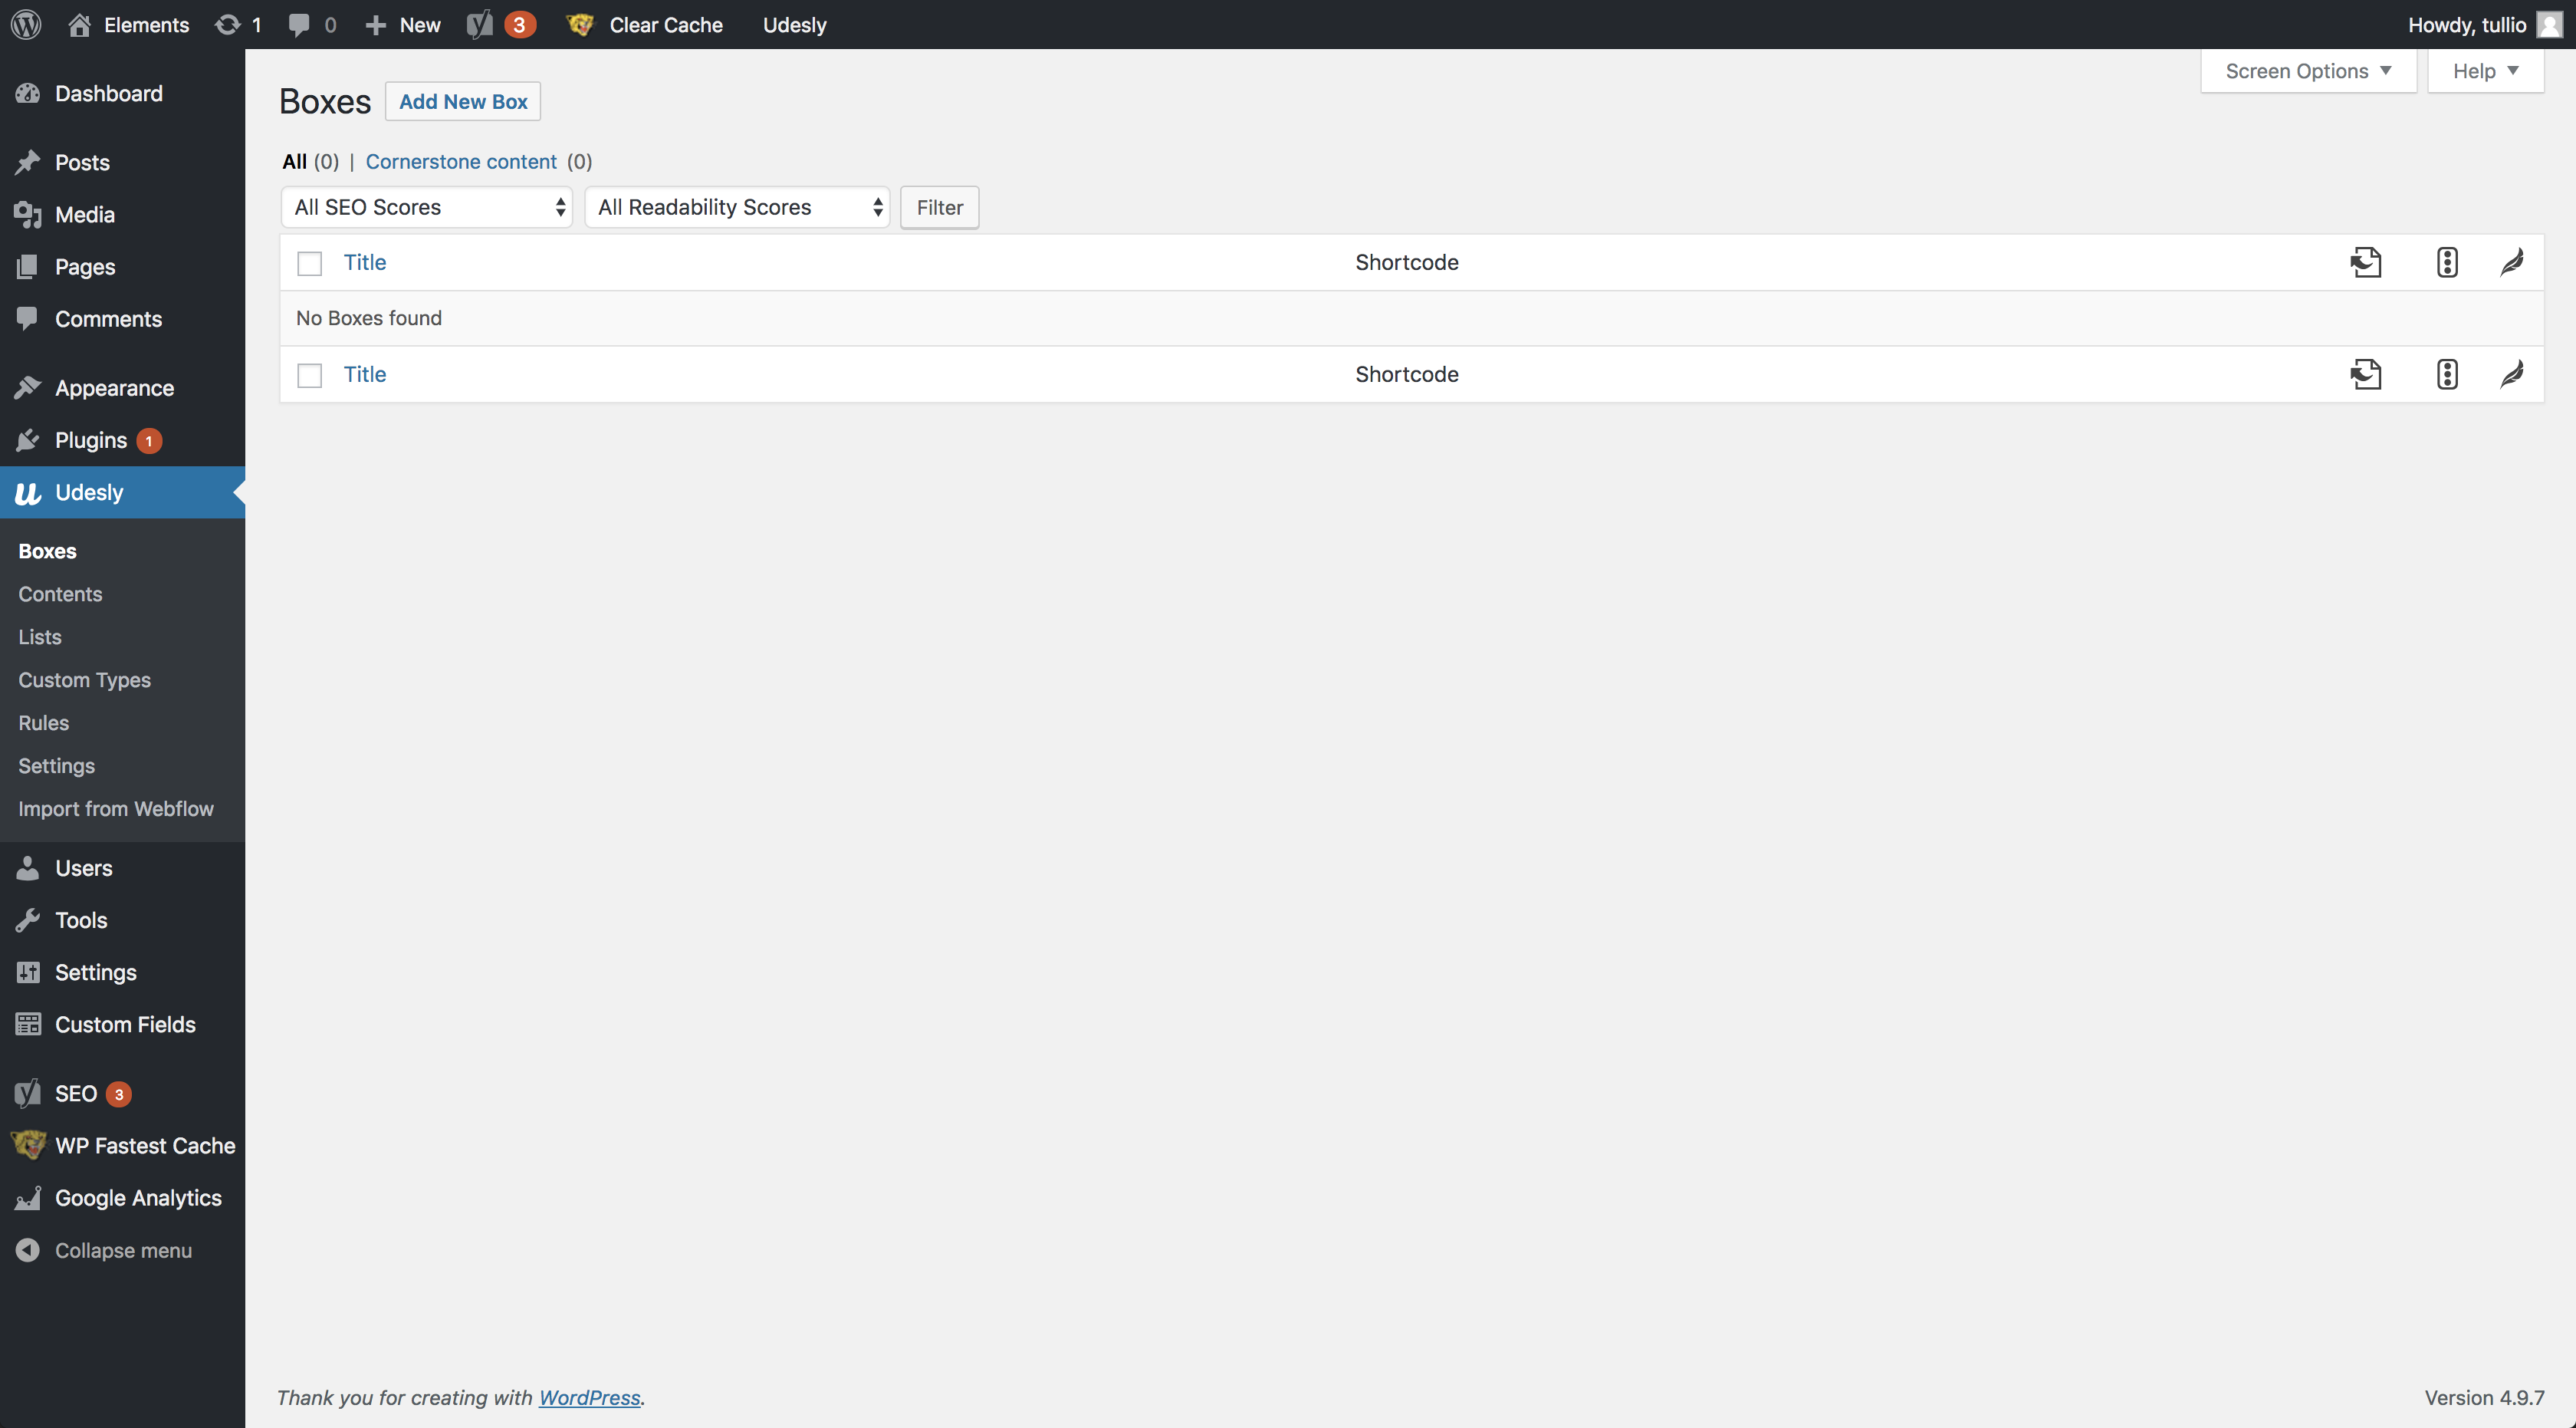 Elements 1 0 New 3 Clear Cache Udesly Howdy, tullio
Screen Options Help
Dashboard
Posts
Media
Pages
Comments
Appearance
Plugins 1
Udesly
Boxes
Contents
Lists
Custom Types
Rules
Settings
Import from Webflow
Users
Tools
Settings
Custom Fields
SEO 3
WP Fastest Cache
Google Analytics
Collapse menu
Boxes Add New Box
All (0) | Cornerstone content (0)
All SEO Scores All Readability Scores Filter
Title Shortcode
No Boxes found
Title Shortcode
Thank you for creating with WordPress. Version 4.9.7